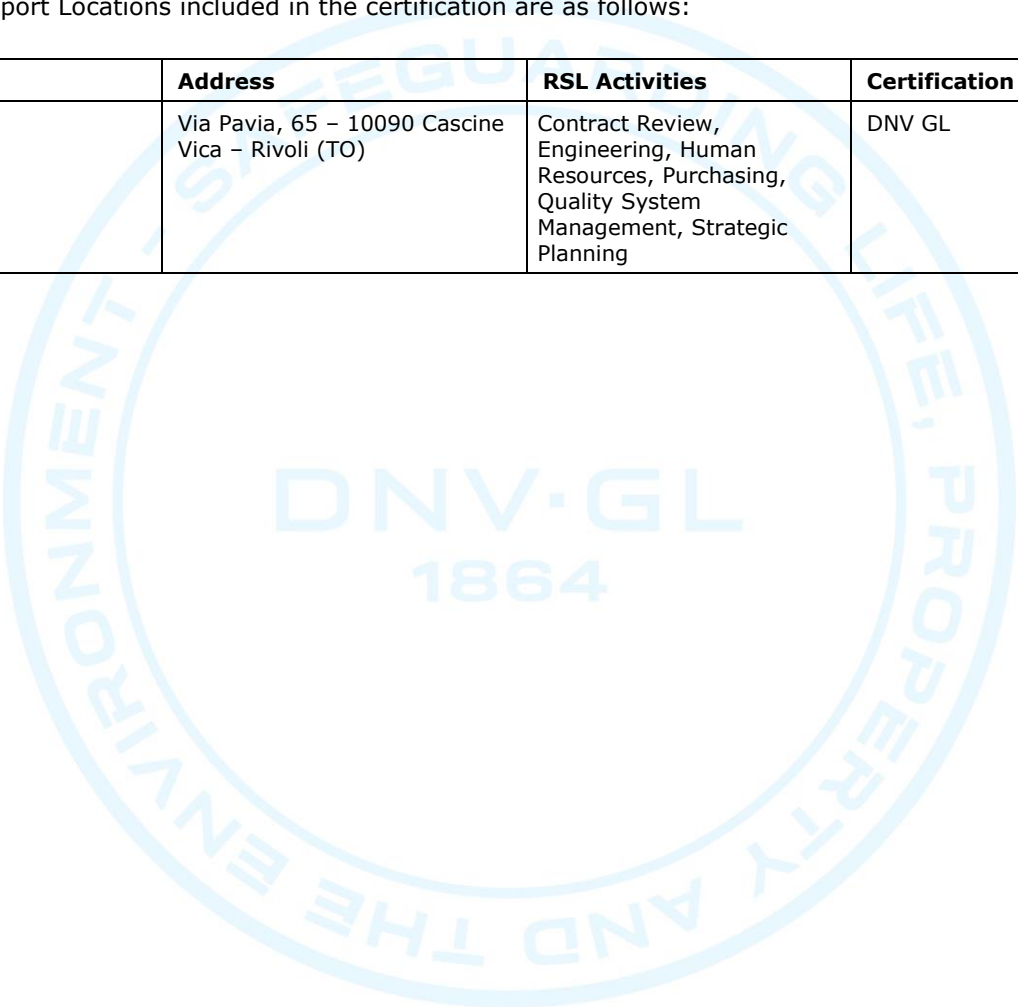 port Locations included in the certification are as follows:
Address RSL Activities Certification
Via Pavia, 65 – 10090 Cascine
Vica – Rivoli (TO)
Contract Review,
Engineering, Human
Resources, Purchasing,
Quality System
Management, Strategic
Planning
DNV GL
SAFEGUARDING LIFE, PROPERTY AND THE ENVIRONMENT –
DNV·GL
1864